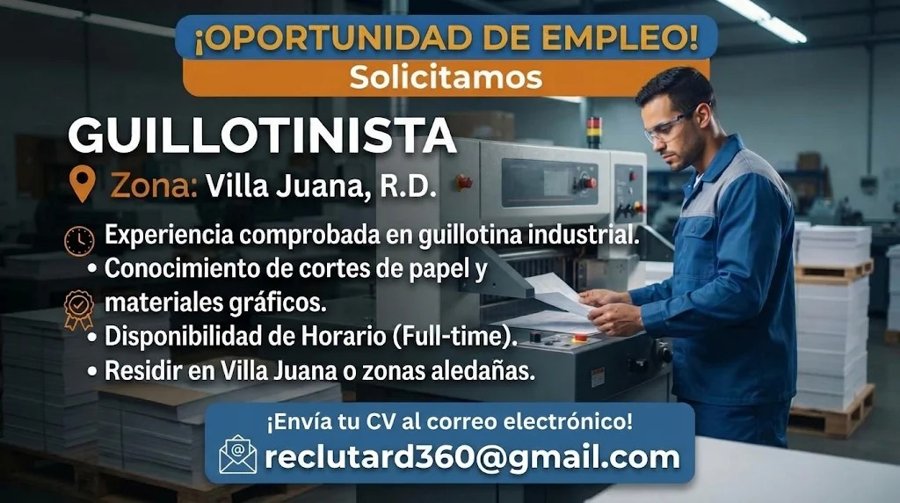 ¡OPORTUNIDAD DE EMPLEO!
Solicitamos
GUILLOTINISTA
Zona: Villa Juana, R.D.
Experiencia comprobada en guillotina industrial.
• Conocimiento de cortes de papel y
materiales gráficos.
• Disponibilidad de Horario (Full-time).
• Residir en Villa Juana o zonas aledañas.
¡Envía tu CV al correo electrónico!
reclutard360@gmail.com